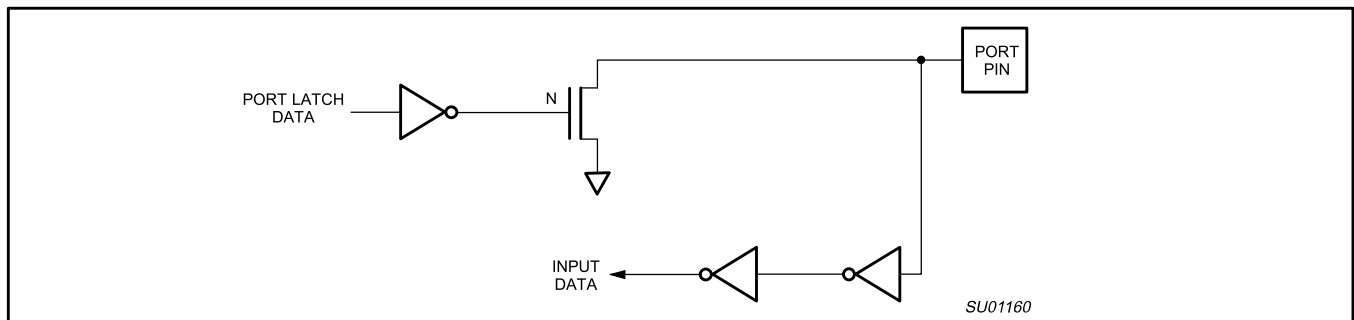 PORT
PIN
PORT LATCH
DATA
N
INPUT
DATA
SU01160